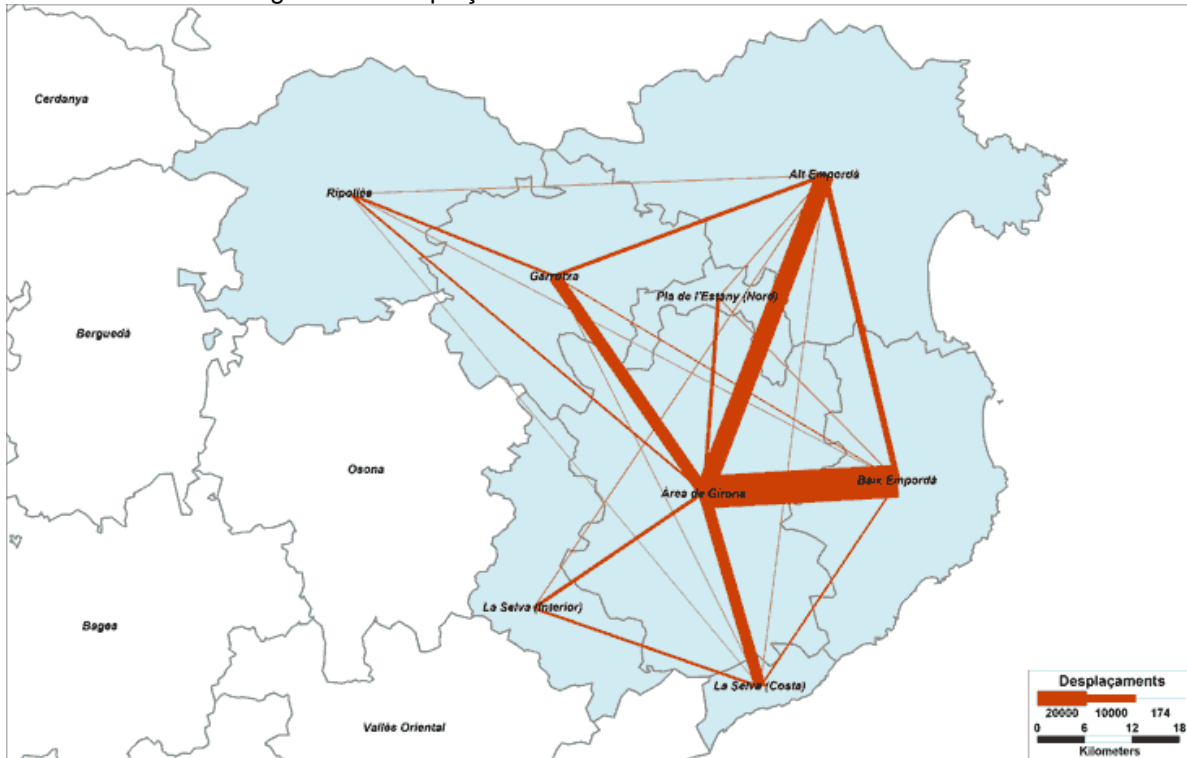 Cerdanya
Alt Empordà
Ripollès
Garrotxa
Pla de l'Estany (Nord)
Berguedà
Osona
Baix Empordà
Area de Girona
La Selva (Interior)
Bages
La Selva (Costa)
Vallès Oriental
Desplaçaments
20000 10000 174
0 6 12 18
Kilometers